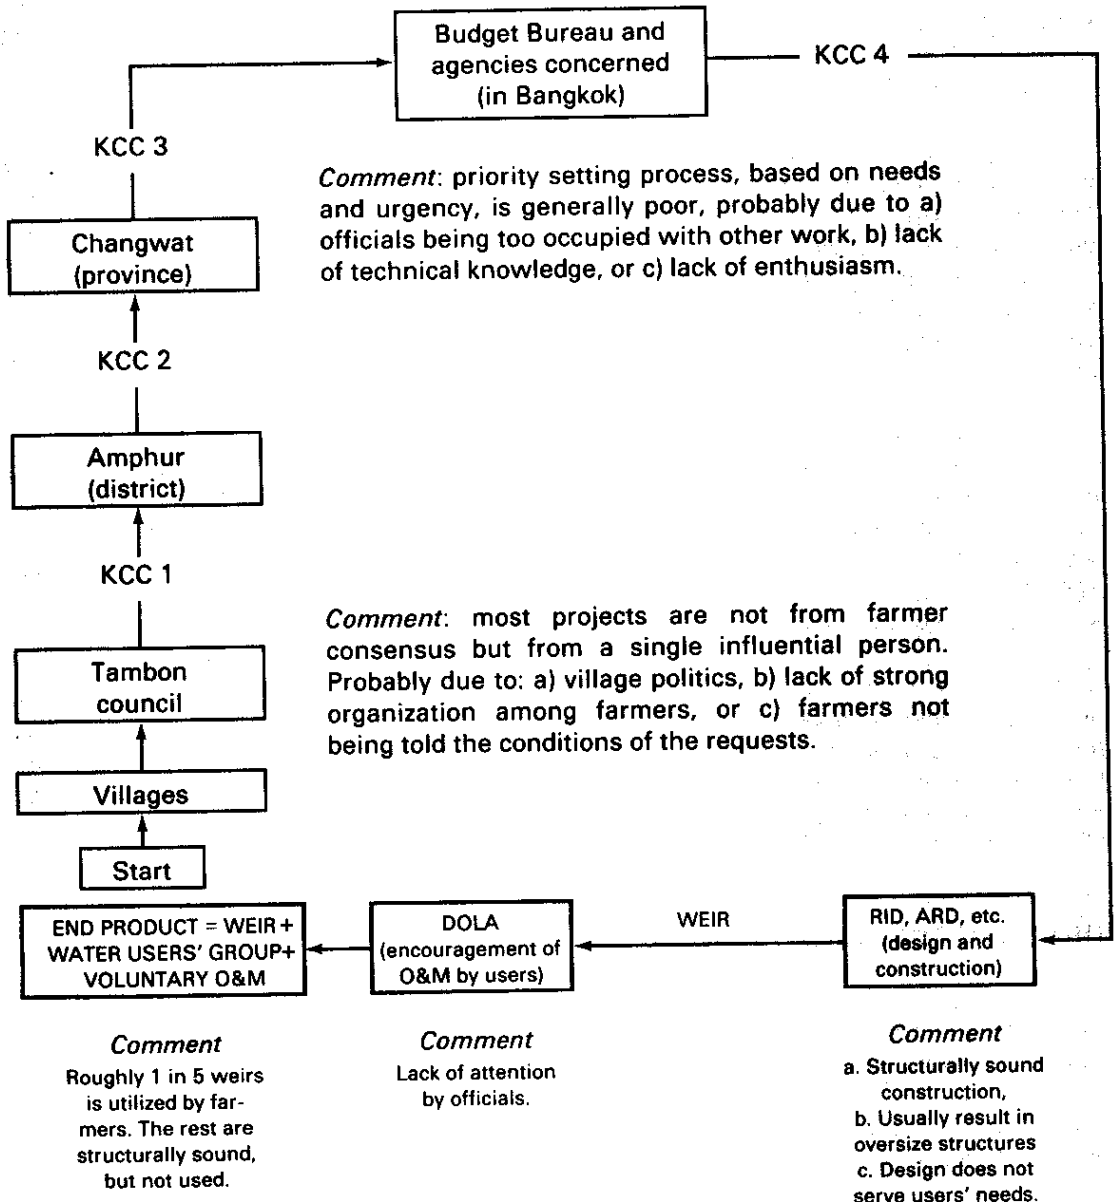 Budget Bureau and
agencies concerned
(in Bangkok)
KCC 4
KCC 3
Comment: priority setting process, based on needs
and urgency, is generally poor, probably due to a)
officials being too occupied with other work, b) lack
of technical knowledge, or c) lack of enthusiasm.
Changwat
(province)
KCC 2
Amphur
(district)
KCC 1
Comment: most projects are not from farmer
consensus but from a single influential person.
Probably due to: a) village politics, b) lack of strong
organization among farmers, or c) farmers not
being told the conditions of the requests.
Tambon
council
Villages
Start
END PRODUCT = WEIR +
WATER USERS' GROUP+
VOLUNTARY O&M
DOLA
(encouragement of
O&M by users)
WEIR
RID, ARD, etc.
(design and
construction)
Comment
Roughly 1 in 5 weirs
is utilized by far-
mers. The rest are
structurally sound,
but not used.
Comment
Lack of attention
by officials.
Comment
a. Structurally sound
construction,
b. Usually result in
oversize structures
c. Design does not
serve users' needs.